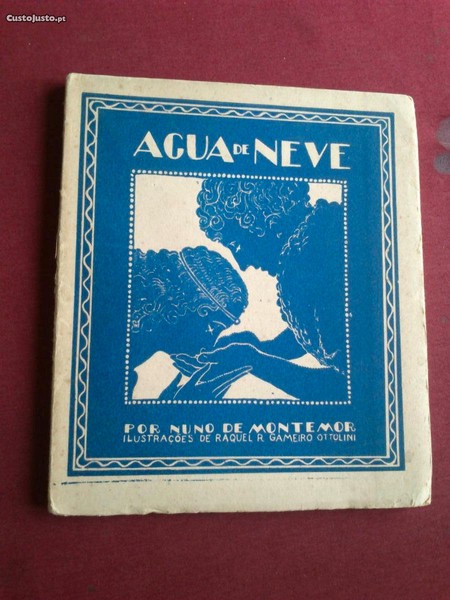 CustoJusto.pt
AGUA DE NEVE
POR NUNO DE MONTEMOR
ILUSTRAÇÕES DE RAQUEL R. GAMEIRO OTTOLINI